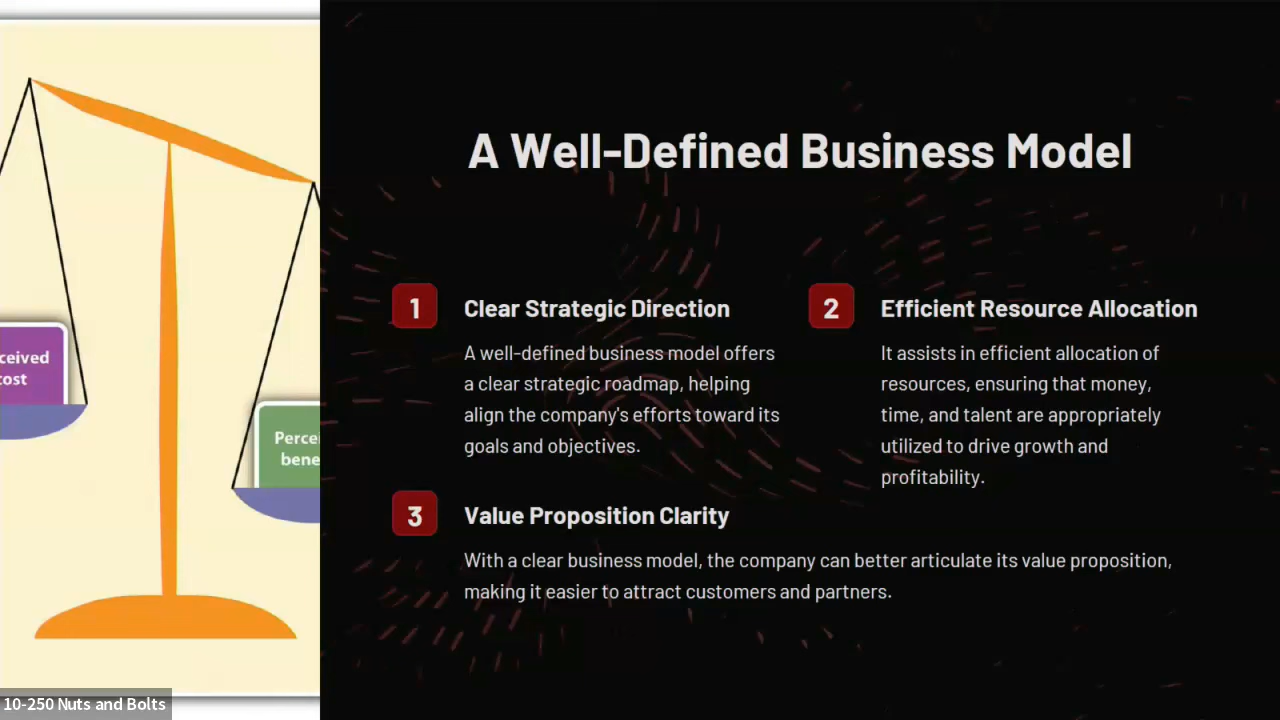 A Well-Defined Business Model
1
Clear Strategic Direction
A well-defined business model offers
a clear strategic roadmap, helping
align the company's efforts toward its
goals and objectives.
2
Efficient Resource Allocation
It assists in efficient allocation of
resources, ensuring that money,
time, and talent are appropriately
utilized to drive growth and
profitability.
3
Value Proposition Clarity
With a clear business model, the company can better articulate its value proposition,
making it easier to attract customers and partners.
ceived
cost
Perce
bene
10-250 Nuts and Bolts